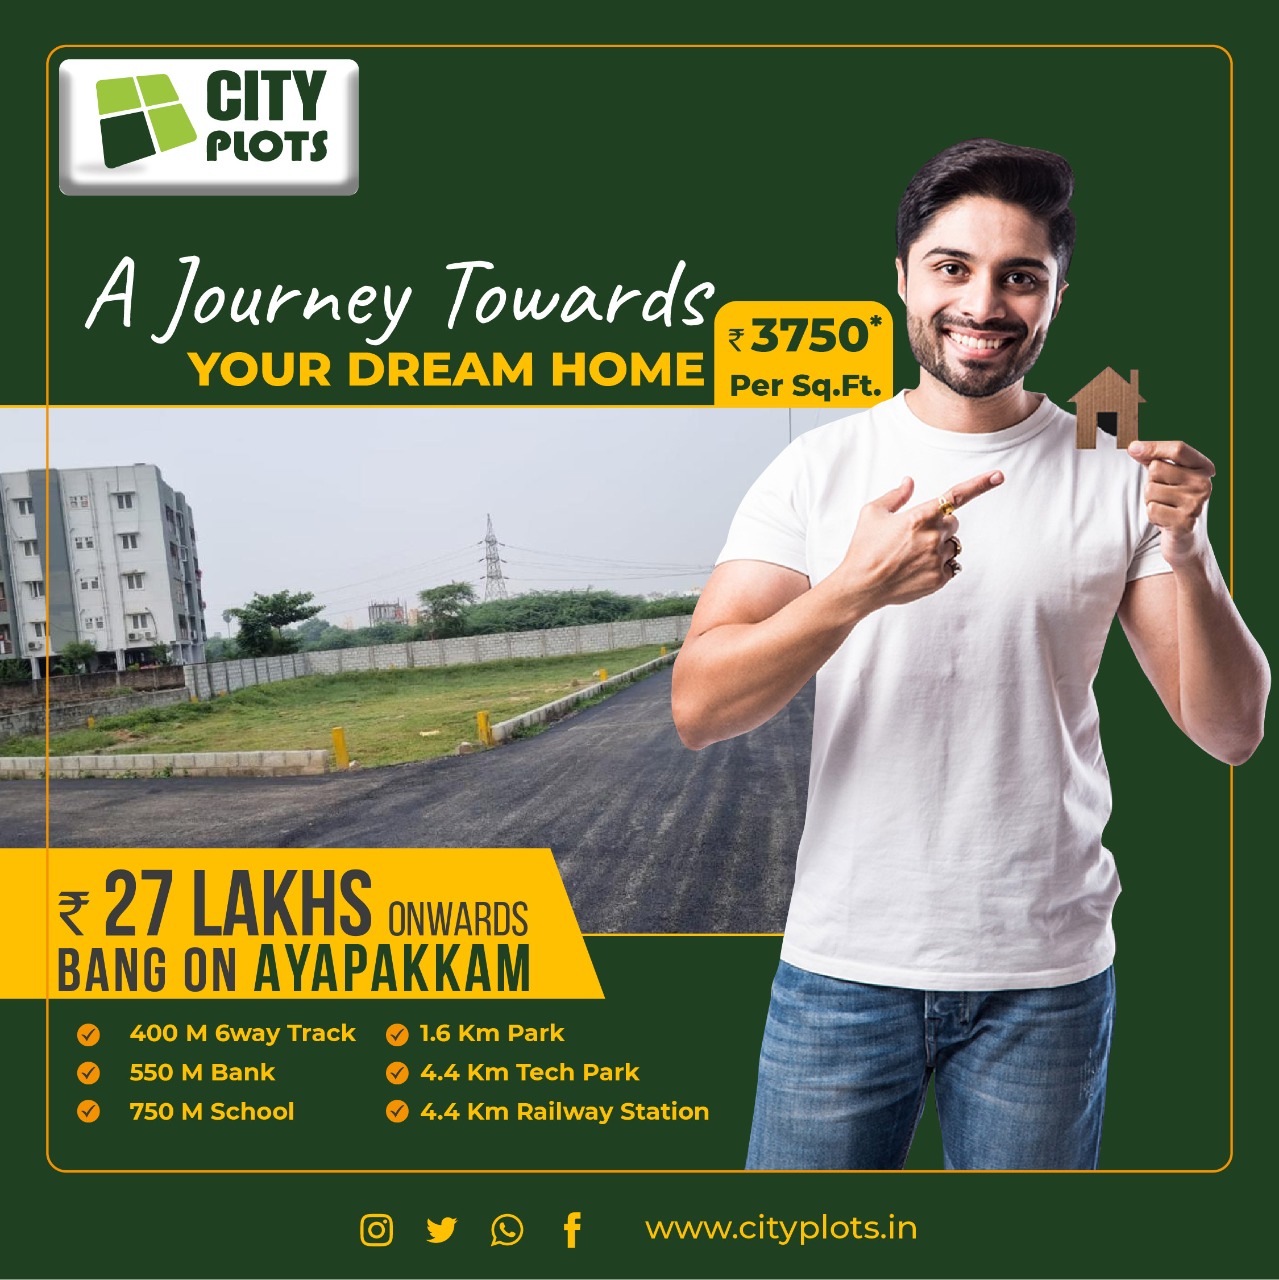 CITY
PLOTS
A Journey Towards
YOUR DREAM HOME
₹ 3750*
Per Sq.Ft.
₹ 27 LAKHS ONWARDS
BANG ON AYAPAKKAM
400 M 6way Track
550 M Bank
750 M School
1.6 Km Park
4.4 Km Tech Park
4.4 Km Railway Station
www.cityplots.in